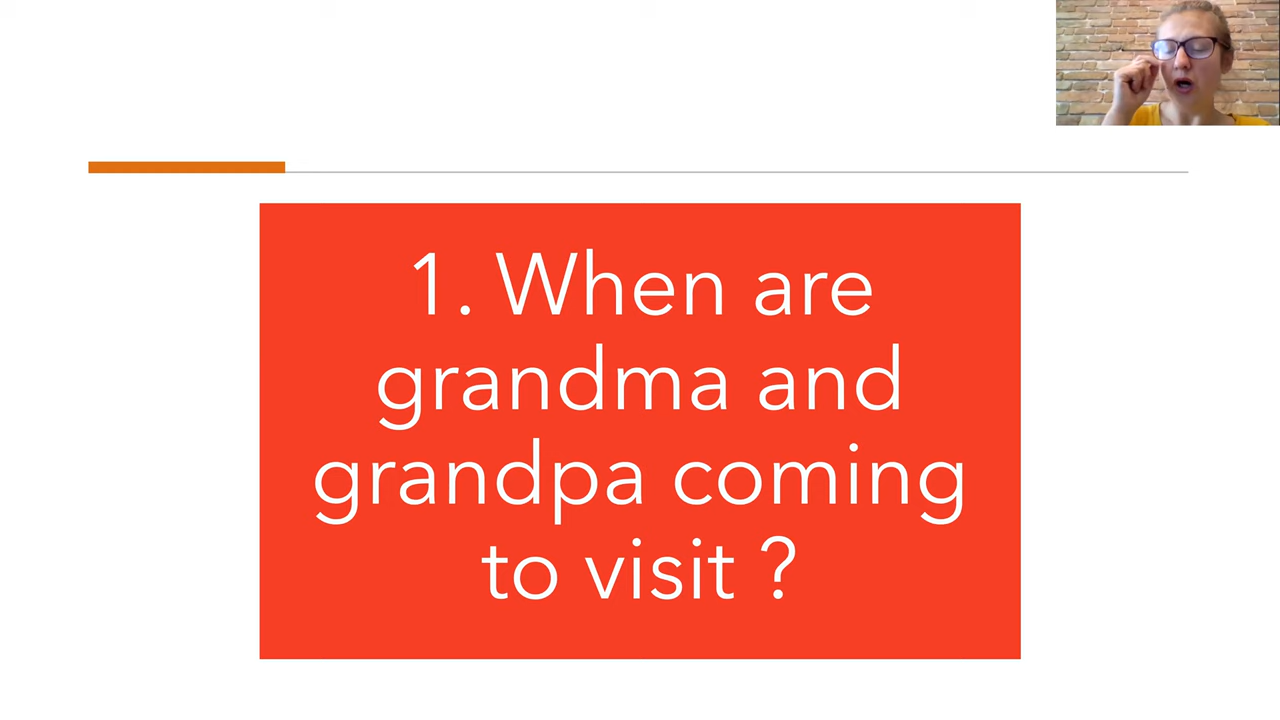 1. When are
grandma and
grandpa coming
to visit ?